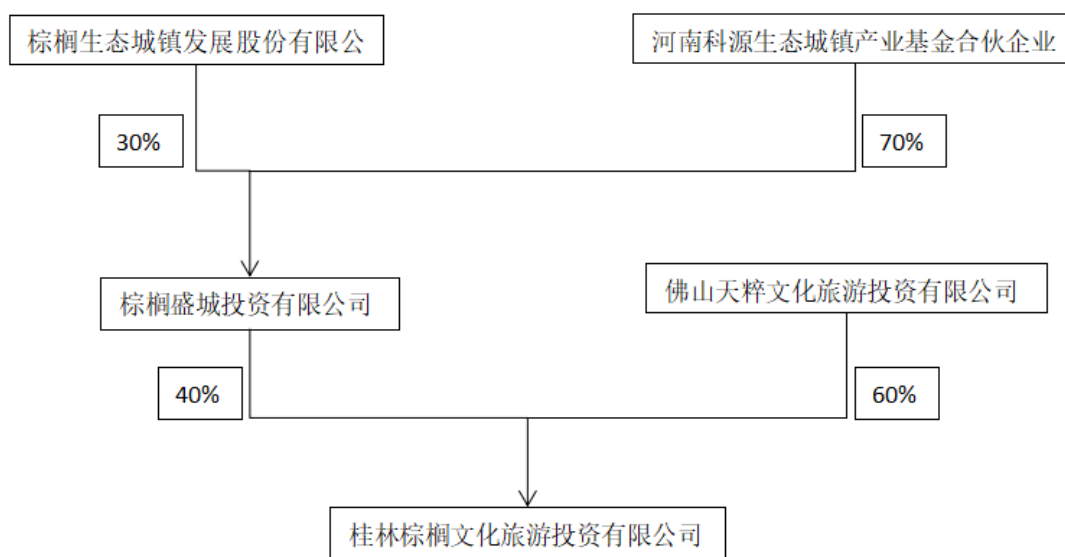 棕榈生态城镇发展股份有限公
河南科源生态城镇产业基金合伙企业
30%
70%
棕榈盛城投资有限公司
佛山天粹文化旅游投资有限公司
40%
60%
桂林棕榈文化旅游投资有限公司